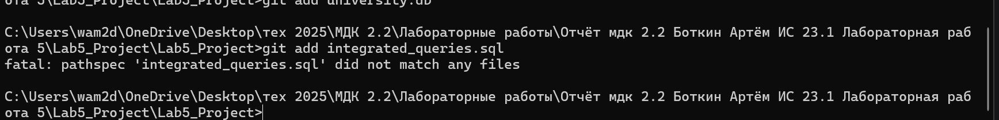 ота 5\Lab5_Project\Lab5_Project>git add university.db
C:\Users\wam2d\OneDrive\Desktop\тех 2025\МДК 2.2\Лабораторные работы\Отчёт мдк 2.2 Боткин Артём ИС 23.1 Лабораторная раб
ота 5\Lab5_Project\Lab5_Project>git add integrated_queries.sql
fatal: pathspec 'integrated_queries.sql' did not match any files
C:\Users\wam2d\OneDrive\Desktop\тех 2025\МДК 2.2\Лабораторные работы\Отчёт мдк 2.2 Боткин Артём ИС 23.1 Лабораторная раб
ота 5\Lab5_Project\Lab5_Project>